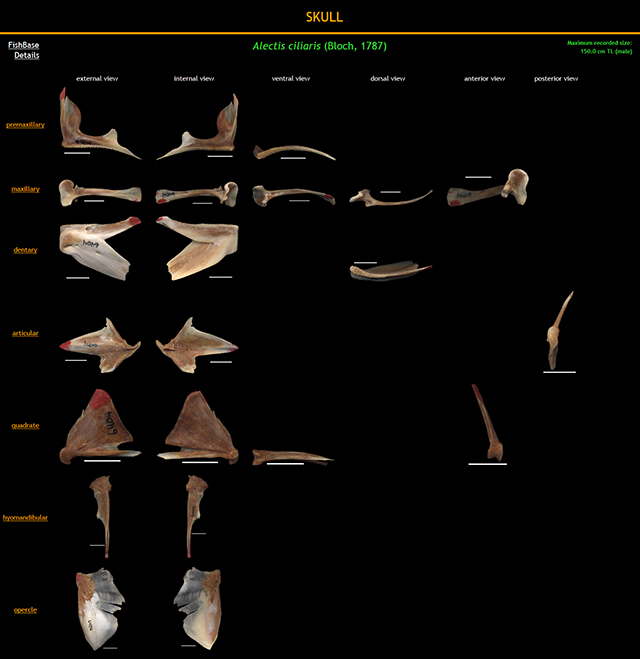 SKULL
FishBase
Details
Alectis ciliaris (Bloch, 1787)
Maximum recorded size:
150.0 cm TL (male)
external view internal view ventral view dorsal view anterior view posterior view
premaxillary
maxillary
dentary
articular
quadrate
hyomandibular
opercle